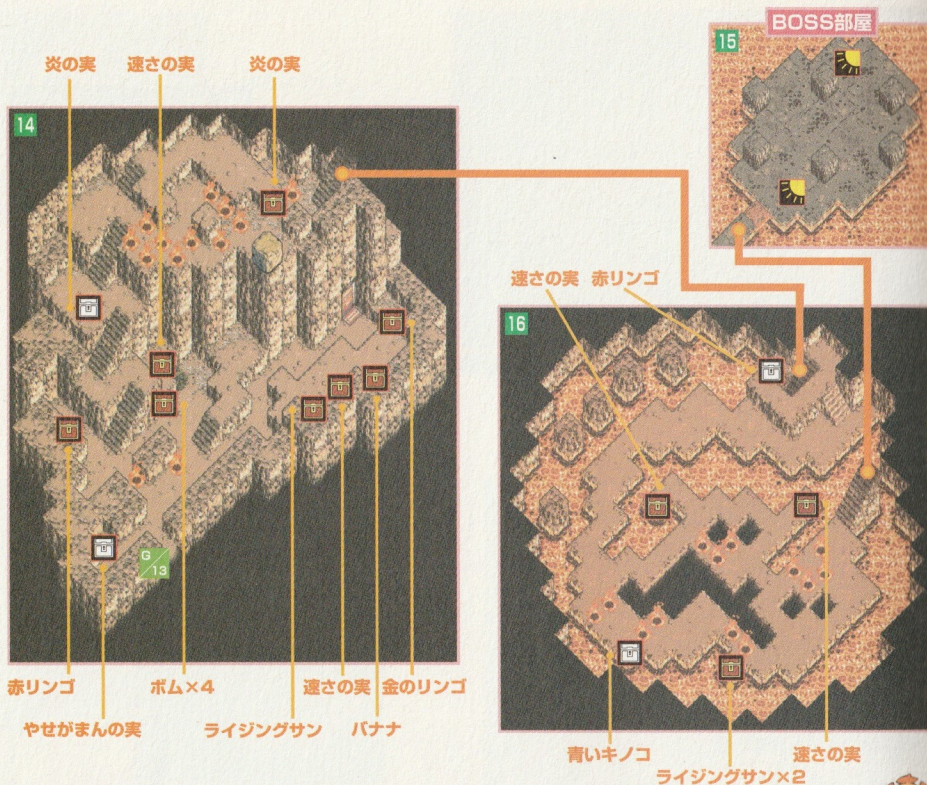 BOSS部屋
15
炎の実 速さの実 炎の実
14
速さの実 赤リンゴ
16
G/13
赤リンゴ ボム×4 速さの実 金のリンゴ
やせがまんの実 ライジングサン バナナ
青いキノコ 速さの実
ライジングサン×2